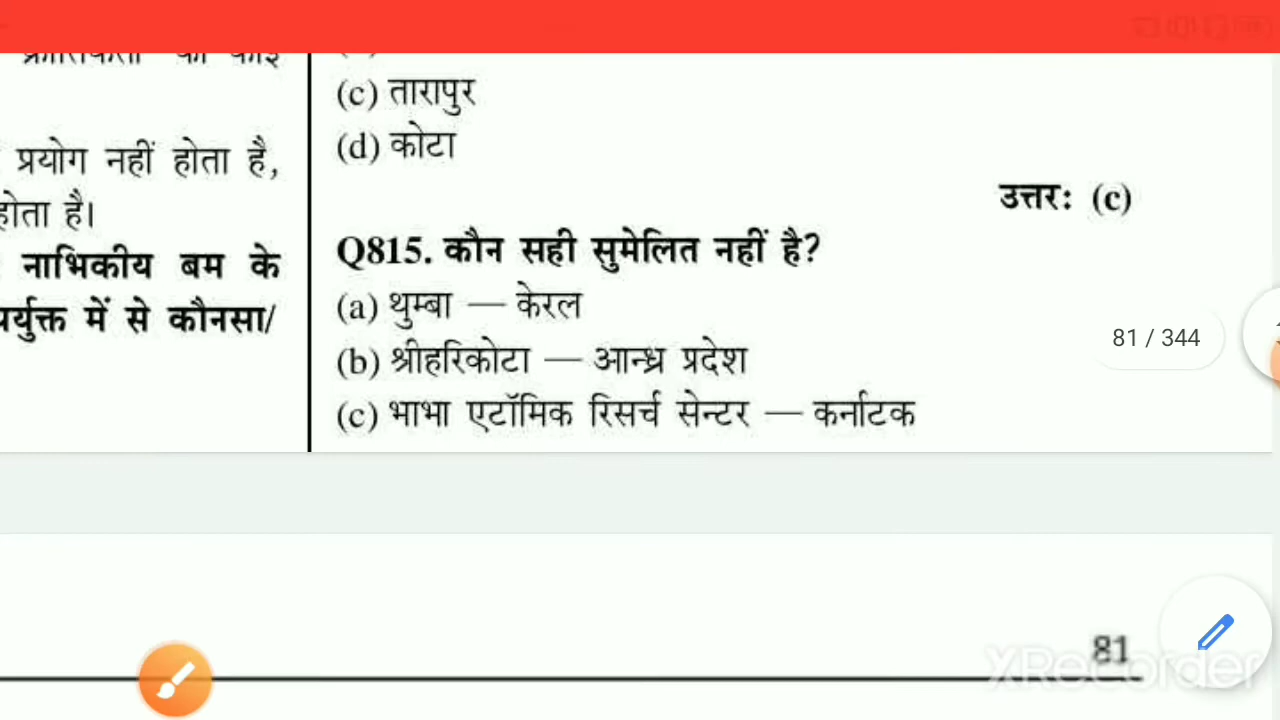 प्रयोग नहीं होता है,
होता है।
नाभिकीय बम के
में से कौनसा/
(c) तारापुर
(d) कोटा
उत्तरः (c)
Q815. कौन सही सुमेलित नहीं है?
(a) थुम्बा — केरल
(b) श्रीहरिकोटा — आन्ध्र प्रदेश
(c) भाभा एटॉमिक रिसर्च सेन्टर — कर्नाटक
81 / 344
81
XRecorder